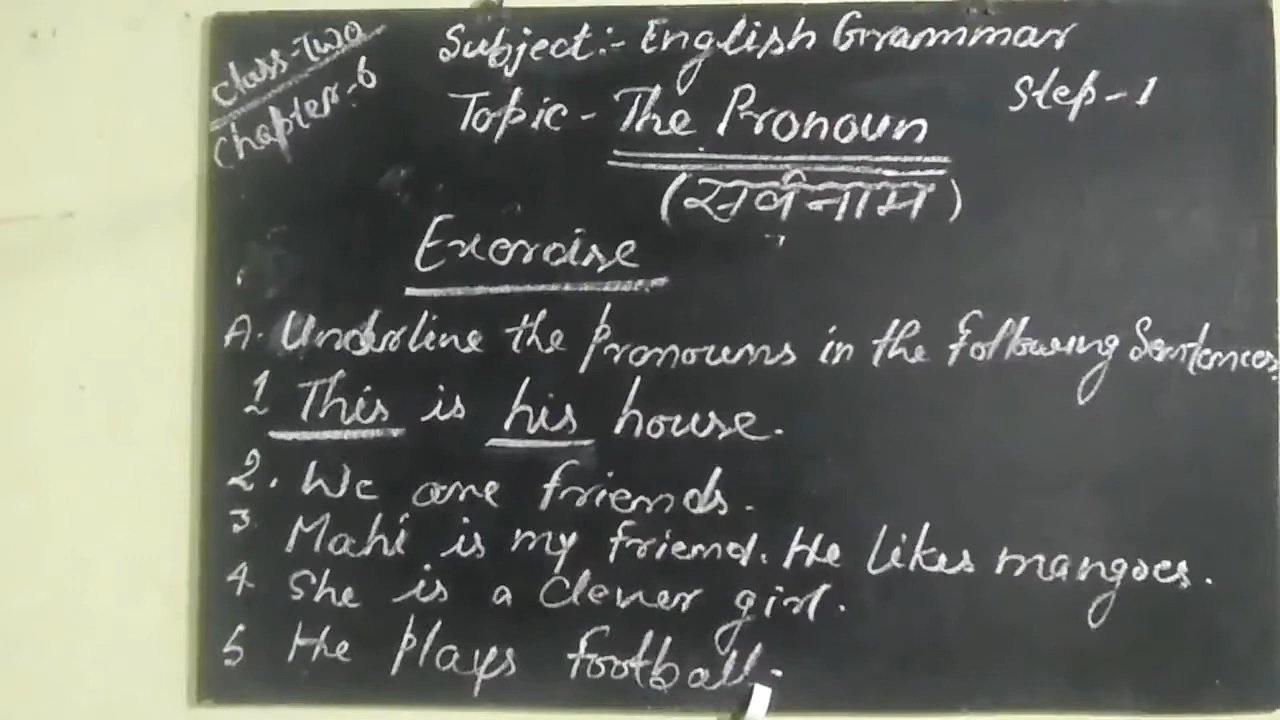 Class-Two
Chapter-6
Subject:- English Grammar
Step-1
Topic- The Pronoun
(सर्वनाम)
Exercise
A. Underline the pronouns in the following Sentences
1 This is his house.
2. We are friends.
3 Mahi is my friend. He likes mangoes.
4 She is a clever girl.
5 He plays football.